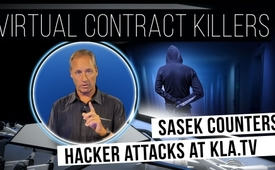 VIRTUAL CONTRACT KILLERS
SASEK COUNTERS
HACKER ATTACKS AT KLA.TV